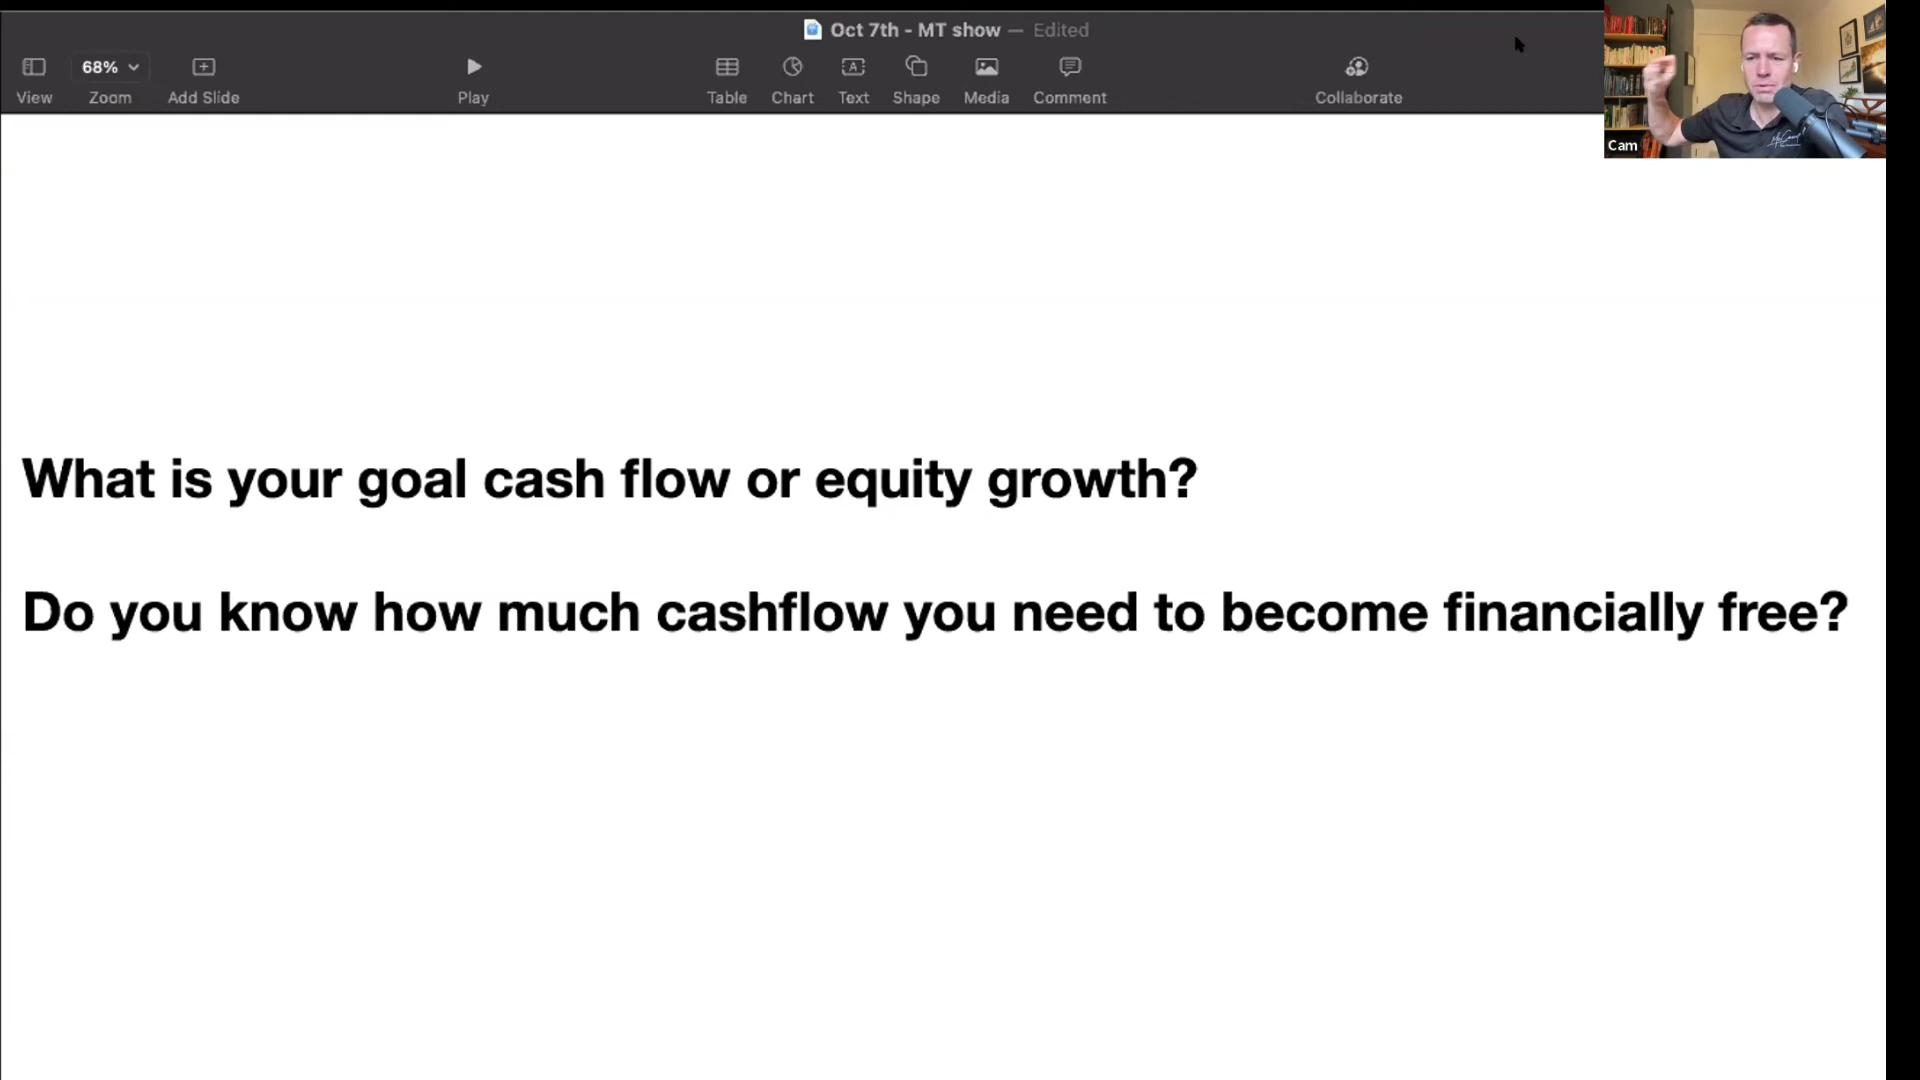 Oct 7th - MT show — Edited
68%
View
Zoom
Add Slide
Play
Table
Chart
Text
Shape
Media
Comment
Collaborate
Cam
What is your goal cash flow or equity growth?
Do you know how much cashflow you need to become financially free?